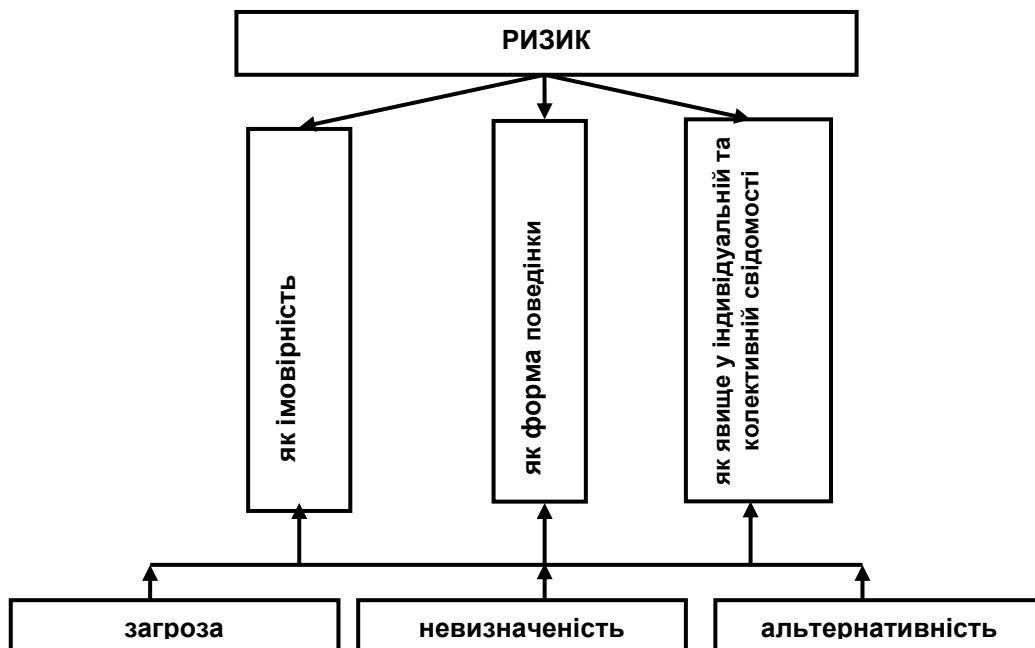 РИЗИК
як імовірність
як форма поведінки
як явище у індивідуальній та
колективній свідомості
загроза
невизначеність
альтернативність